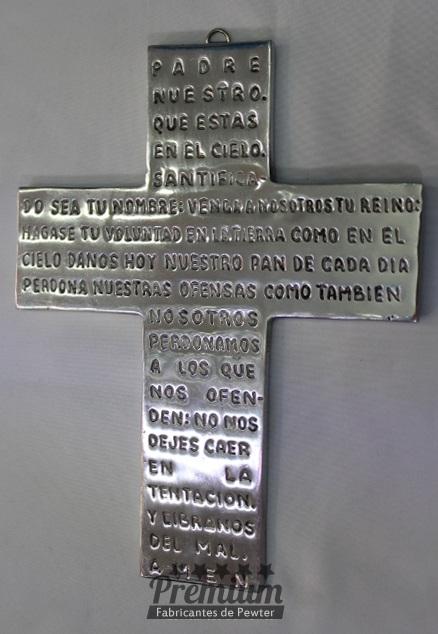 PADRE
NUESTRO.
QUE ESTAS
EN EL CIELO.
SANTIFICA
DO SEA TU NOMBRE: VENGA A NOSOTROS TU REINO:
HAGASE TU VOLUNTAD EN LA TIERRA COMO EN EL
CIELO DANOS HOY NUESTRO PAN DE CADA DIA
PERDONA NUESTRAS OFENSAS COMO TAMBIEN
NOSOTROS
PERDONAMOS
A LOS QUE
NOS OFEN-
DEN: NO NOS
DEJES CAER
EN LA
TENTACION.
Y LIBRANOS
DEL MAL.
AMEN
Premium
Fabricantes de Pewter